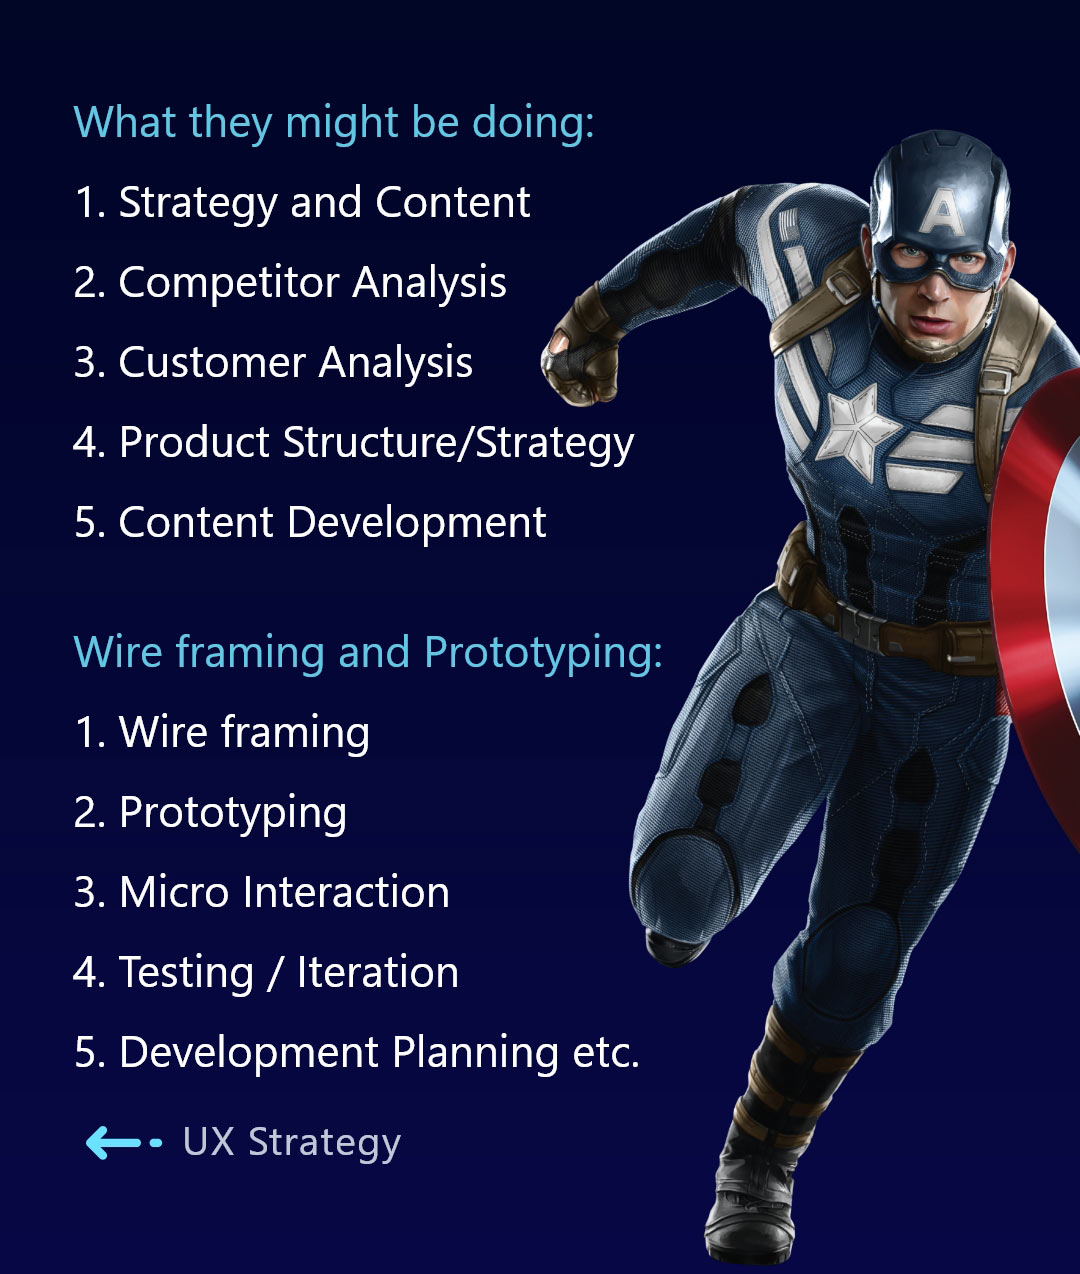 What they might be doing:
1. Strategy and Content
2. Competitor Analysis
3. Customer Analysis
4. Product Structure/Strategy
5. Content Development
Wire framing and Prototyping:
1. Wire framing
2. Prototyping
3. Micro Interaction
4. Testing / Iteration
5. Development Planning etc.
UX Strategy
A